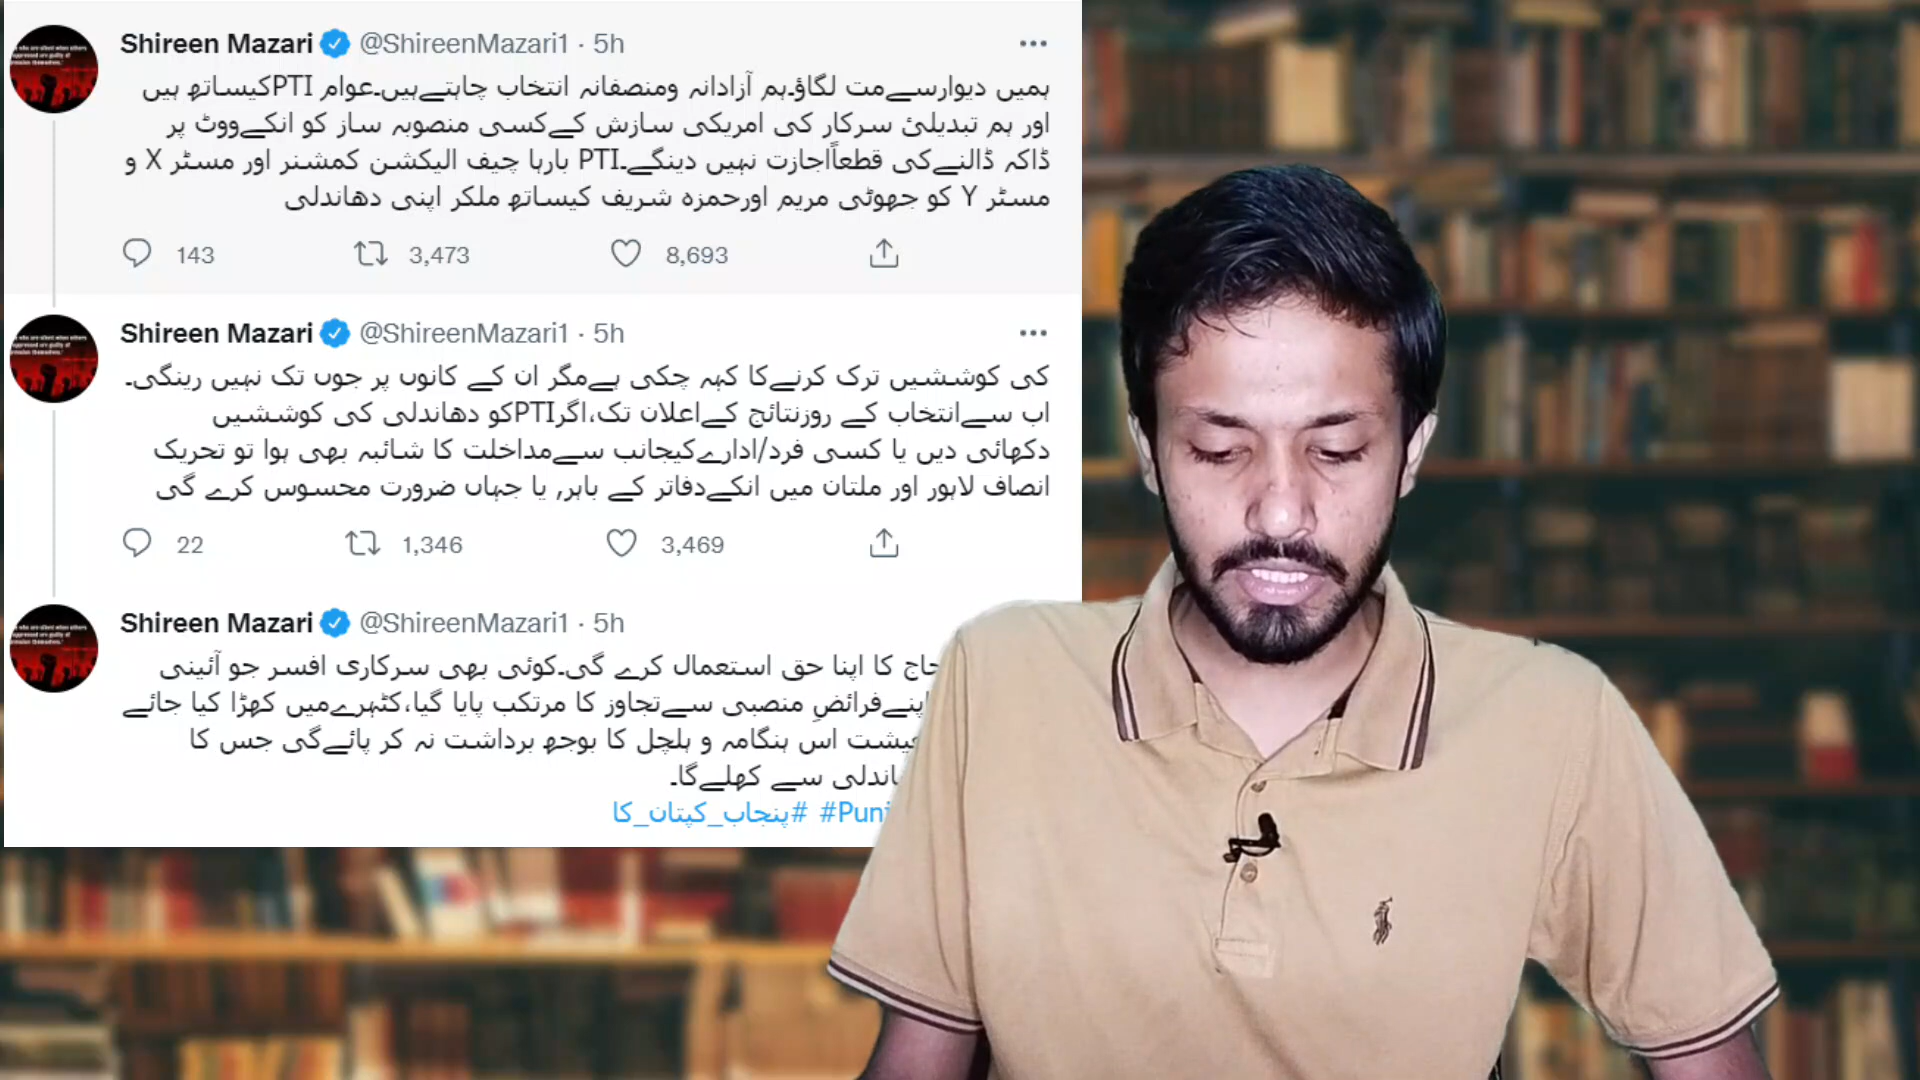 Shireen Mazari @ShireenMazari1 · 5h
ہمیں دیوارسےمت لگاؤ۔ہم آزادانہ ومنصفانہ انتخاب چاہتےہیں۔عوام PTIکیساتھ ہیں
اور ہم تبدیلئ سرکار کی امریکی سازش کےکسی منصوبہ ساز کو انکےووٹ پر
ڈاکہ ڈالنےکی قطعاًاجازت نہیں دینگے۔PTI بارہا چیف الیکشن کمشنر اور مسٹر X و
مسٹر Y کو جھوٹی مریم اورحمزہ شریف کیساتھ ملکر اپنی دھاندلی
143 3,473 8,693
Shireen Mazari @ShireenMazari1 · 5h
کی کوششیں ترک کرنےکا کہہ چکی ہےمگر ان کے کانوں پر جوں تک نہیں رینگی۔
اب سےانتخاب کے روزنتائج کےاعلان تک،اگرPTIکو دھاندلی کی کوششیں
دکھائی دیں یا کسی فرد/ادارےکیجانب سےمداخلت کا شائبہ بھی ہوا تو تحریک
انصاف لاہور اور ملتان میں انکےدفاتر کے باہر, یا جہاں ضرورت محسوس کرے گی
22 1,346 3,469
Shireen Mazari @ShireenMazari1 · 5h
کا اپنا حق استعمال کرے گی۔کوئی بھی سرکاری افسر جو آئینی
فرائضِ منصبی سےتجاوز کا مرتکب پایا گیا،کٹہرےمیں کھڑا کیا جائے
اس ہنگامہ و ہلچل کا بوجھ برداشت نہ کر پائےگی جس کا
سے کھلےگا۔
#پنجاب_کپتان_کا